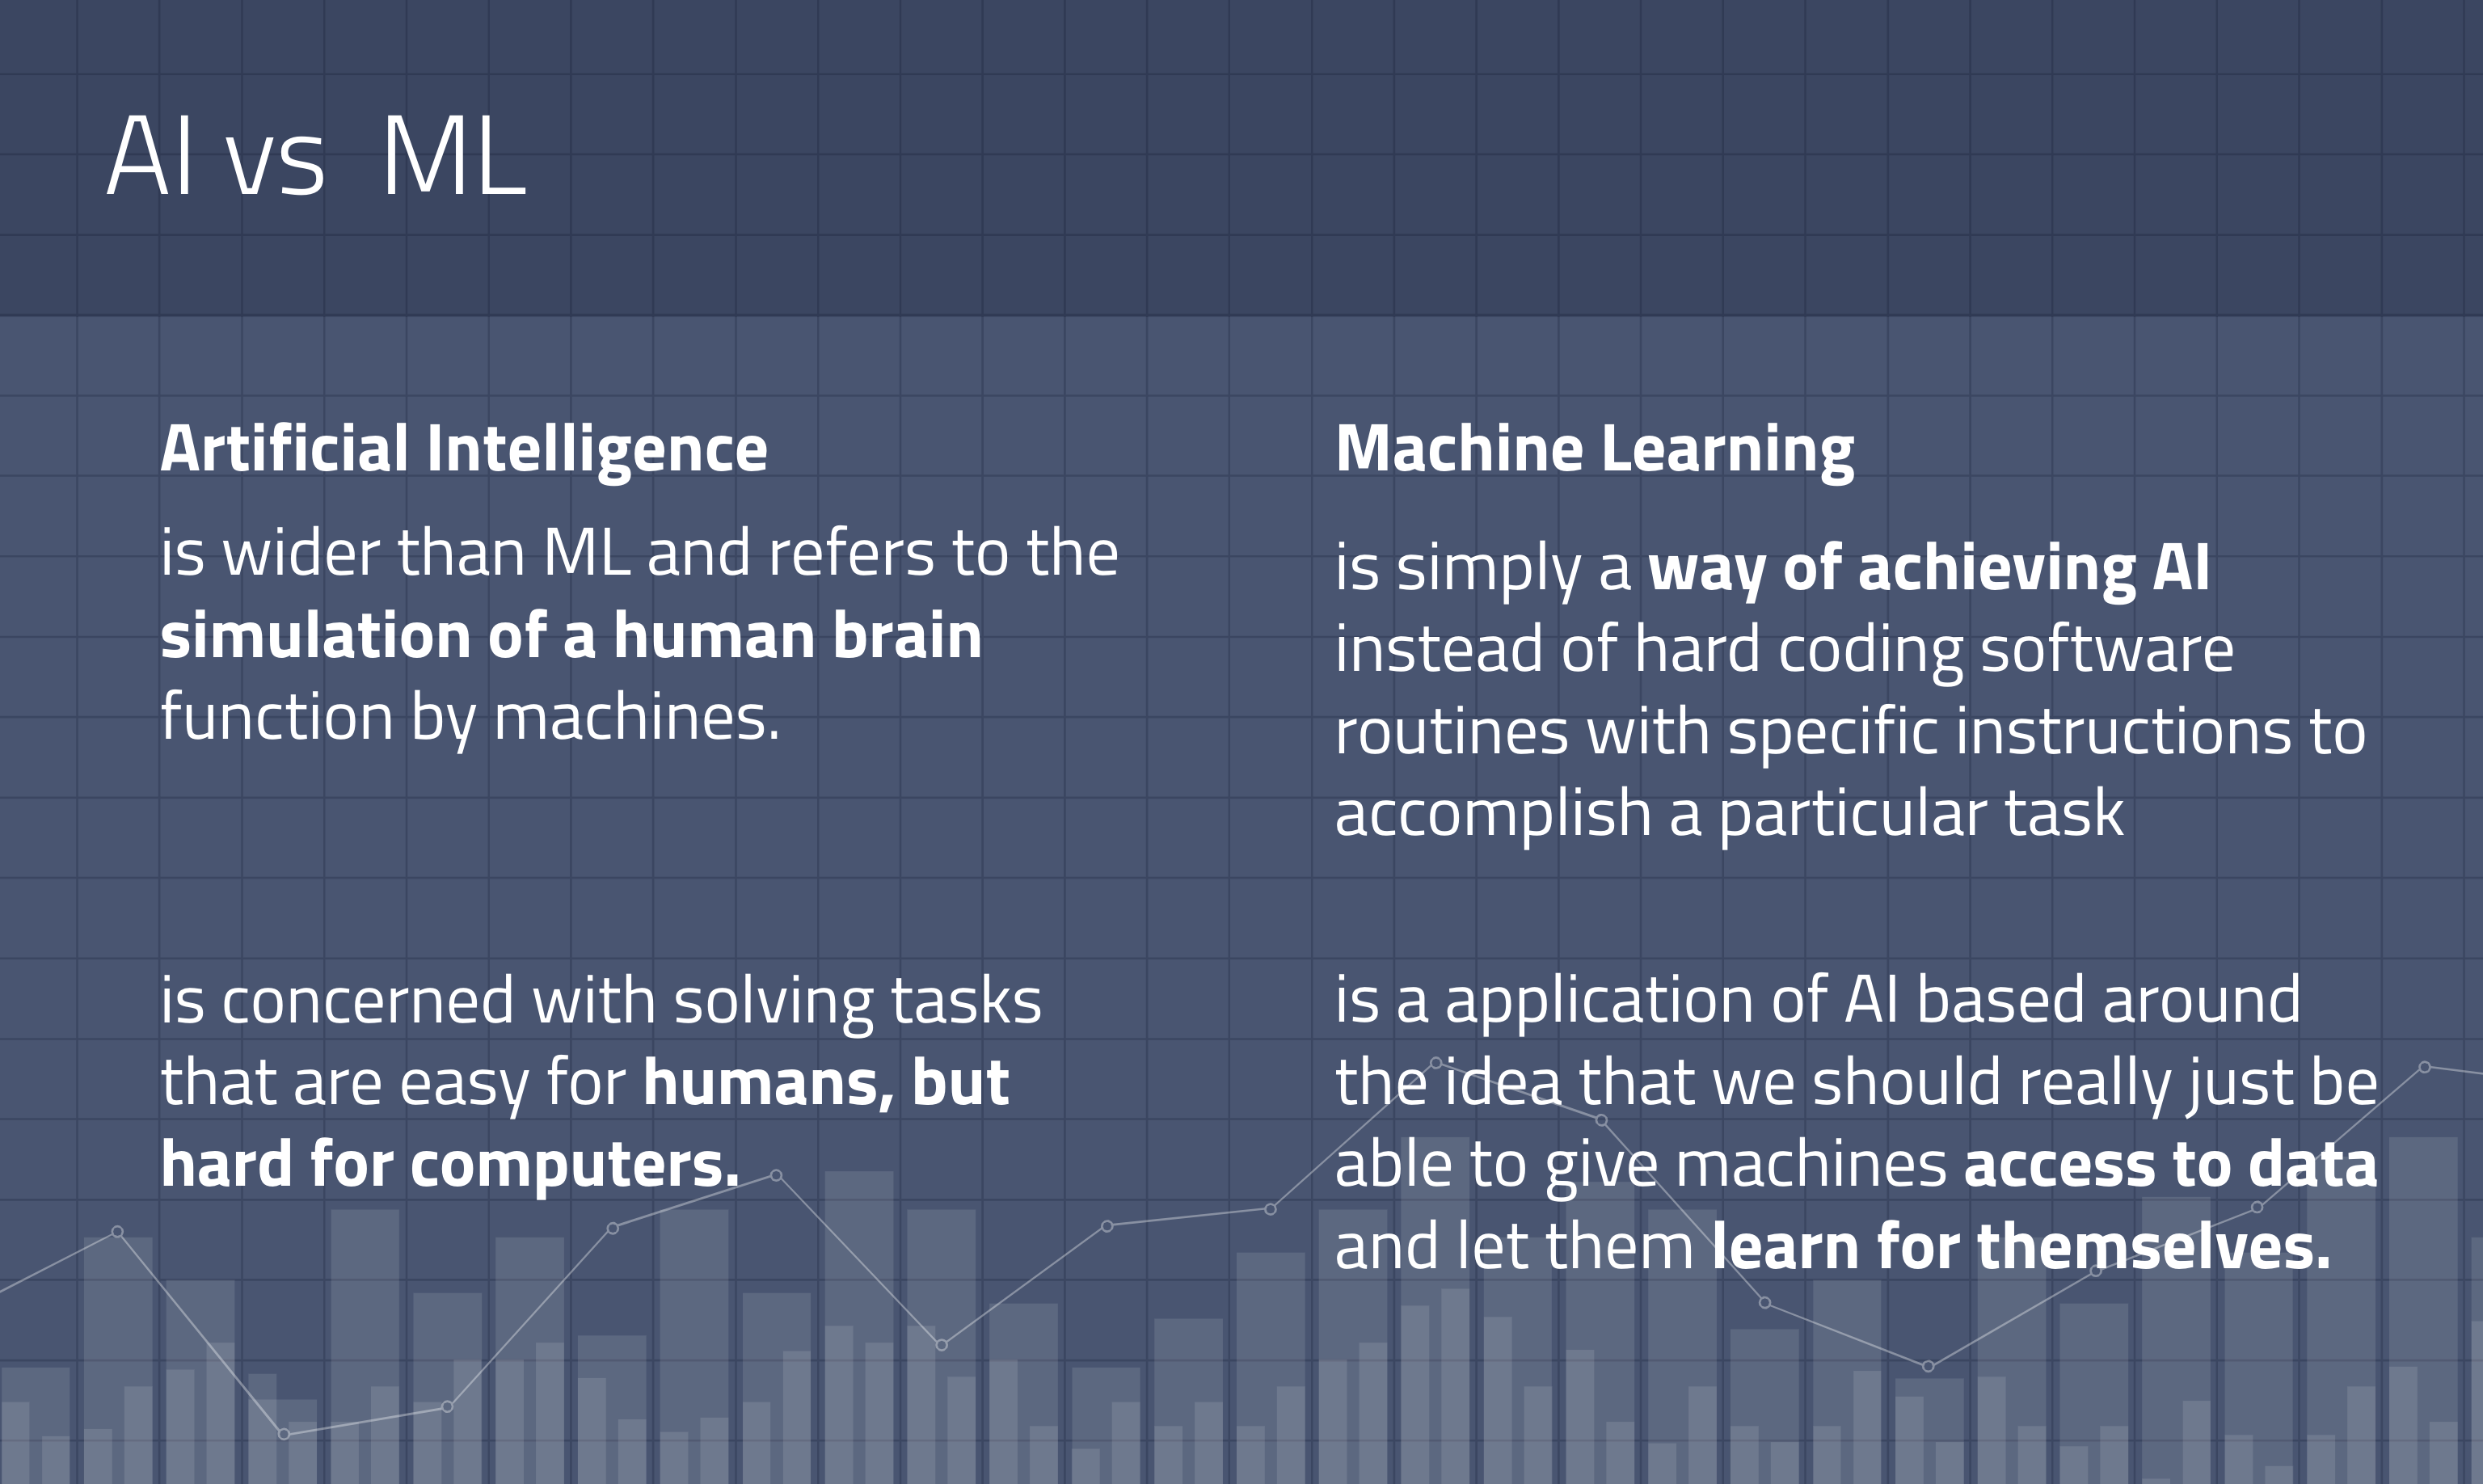 AI vs  ML
Artificial Intelligence
is wider than ML and refers to the
simulation of a human brain
function by machines.
is concerned with solving tasks
that are easy for humans, but
hard for computers.
Machine Learning
is simply a way of achieving AI
instead of hard coding software
routines with specific instructions to
accomplish a particular task
is a application of AI based around
the idea that we should really just be
able to give machines access to data
and let them learn for themselves.